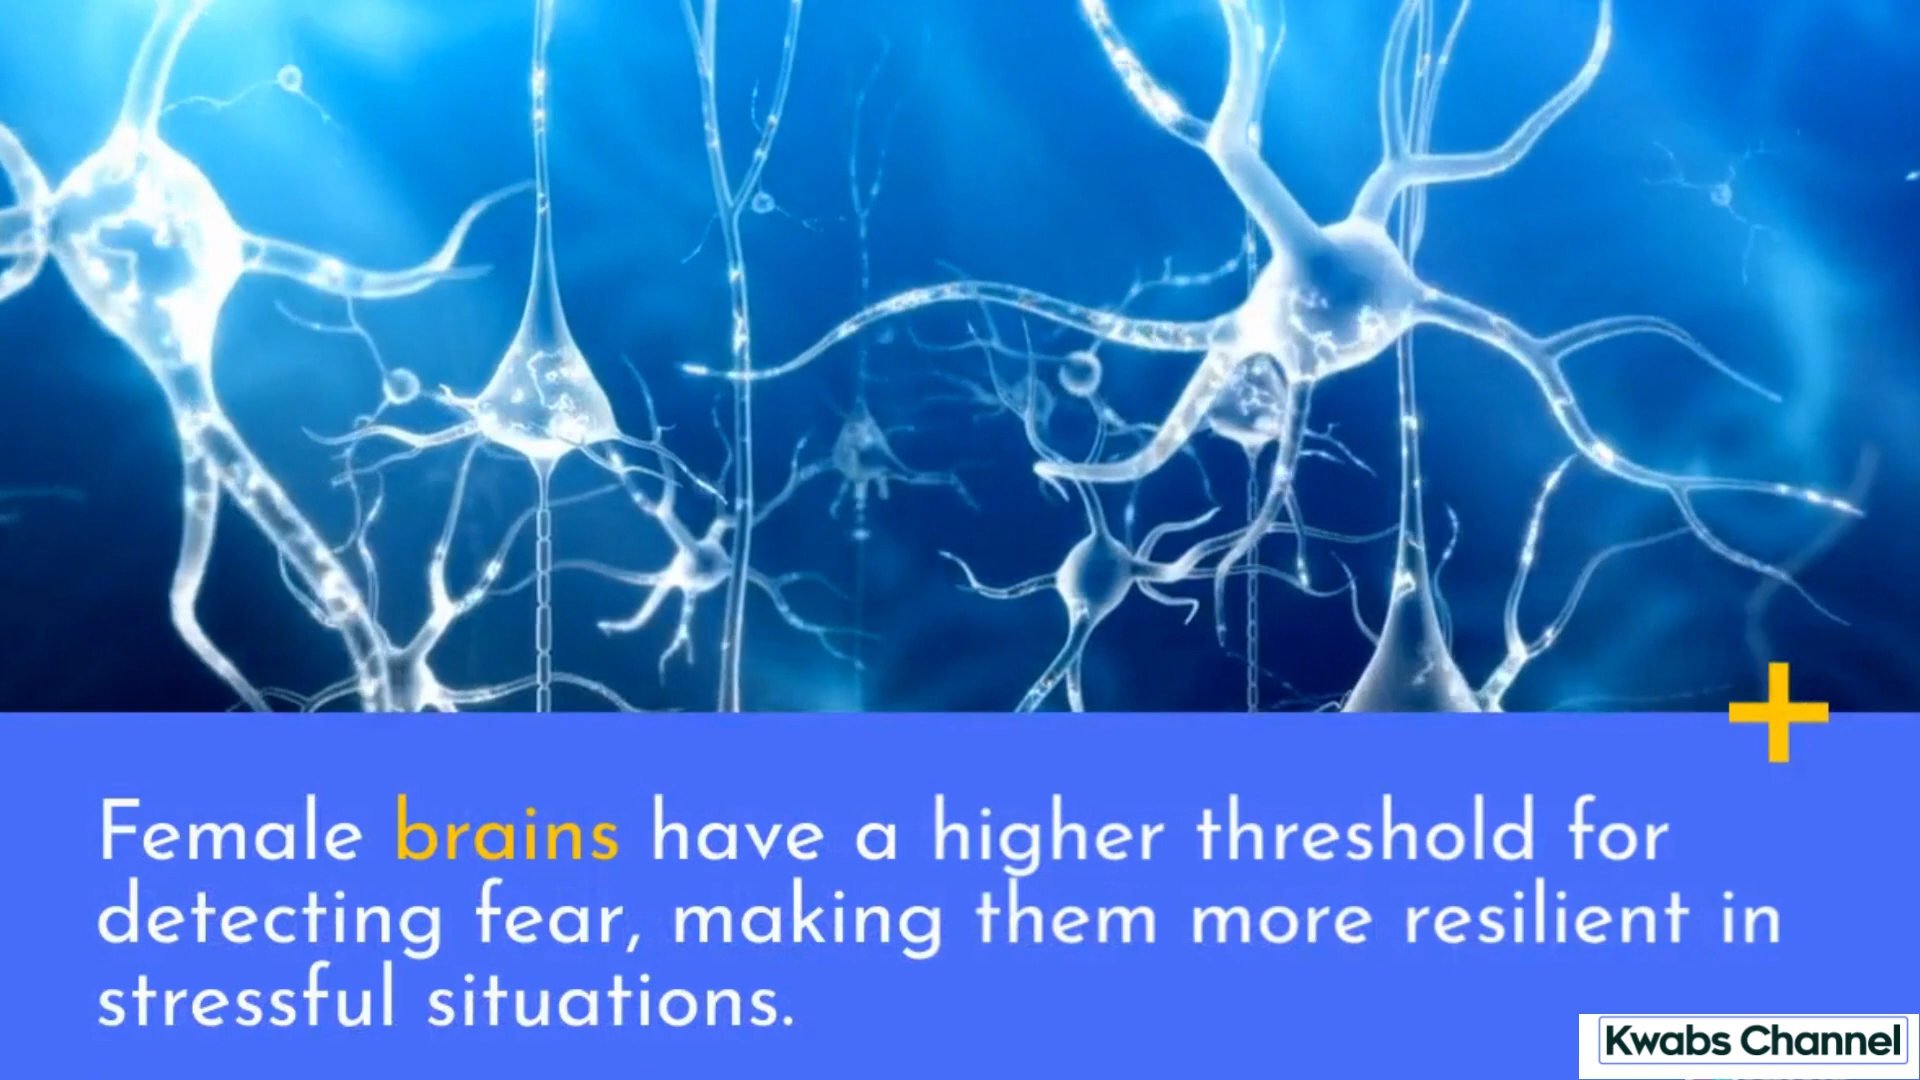 Female brains have a higher threshold for
detecting fear, making them more resilient in
stressful situations.
Kwabs Channel